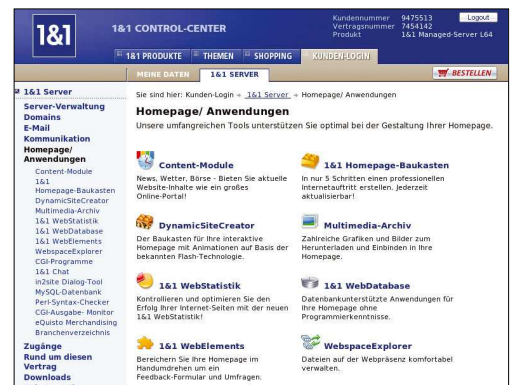 1&1
1&1 CONTROL-CENTER
Kundennummer 9475513
Vertragsnummer 7454142
Produkt 1&1 Managed-Server L64
Logout
1&1 PRODUKTE
THEMEN
SHOPPING
KUNDEN-LOGIN
MEINE DATEN
1&1 SERVER
BESTELLEN
1&1 Server
Server-Verwaltung
Domains
E-Mail
Kommunikation
Homepage/
Anwendungen
Content-Module
1&1
Homepage-Baukasten
DynamicSiteCreator
Multimedia-Archiv
1&1 WebStatistik
1&1 WebDatabase
1&1 WebElements
WebspaceExplorer
CGI-Programme
1&1 Chat
in2site Dialog-Tool
MySQL-Datenbank
Perl-Syntax-Checker
CGI-Ausgabe- Monitor
eQuisto Merchandising
Branchenverzeichnis
Zugänge
Rund um diesen
Vertrag
Downloads
Sie sind hier: Kunden-Login → 1&1 Server → Homepage/ Anwendungen
Homepage/ Anwendungen
Unsere umfangreichen Tools unterstützen Sie optimal bei der Gestaltung Ihrer Homepage.
Content-Module
News, Wetter, Börse - Bieten Sie aktuelle
Website-Inhalte wie ein großes
Online-Portal!
1&1 Homepage-Baukasten
In nur 5 Schritten einen professionellen
Internetauftritt erstellen. Jederzeit
aktualisierbar!
DynamicSiteCreator
Der Baukasten für Ihre interaktive
Homepage mit Animationen auf Basis der
bekannten Flash-Technologie.
Multimedia-Archiv
Zahlreiche Grafiken und Bilder zum
Herunterladen und Einbinden in Ihre
Homepage.
1&1 WebStatistik
Kontrollieren und optimieren Sie den
Erfolg Ihrer Internet-Seiten mit der neuen
1&1 WebStatistik!
1&1 WebDatabase
Datenbankunterstützte Anwendungen für
Ihre Homepage ohne
Programmierkenntnisse.
1&1 WebElements
Bereichern Sie Ihre Homepage im
Handumdrehen um ein
Feedback-Formular und Umfragen.
WebspaceExplorer
Dateien auf der Webpräsenz komfortabel
verwalten.